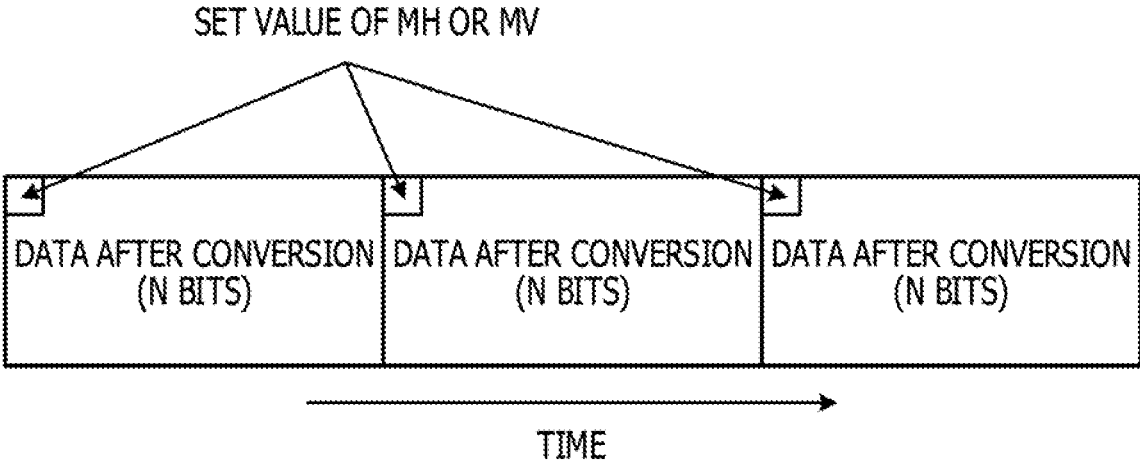 SET VALUE OF MH OR MV
DATA AFTER CONVERSION
(N BITS)
DATA AFTER CONVERSION
(N BITS)
DATA AFTER CONVERSION
(N BITS)
TIME